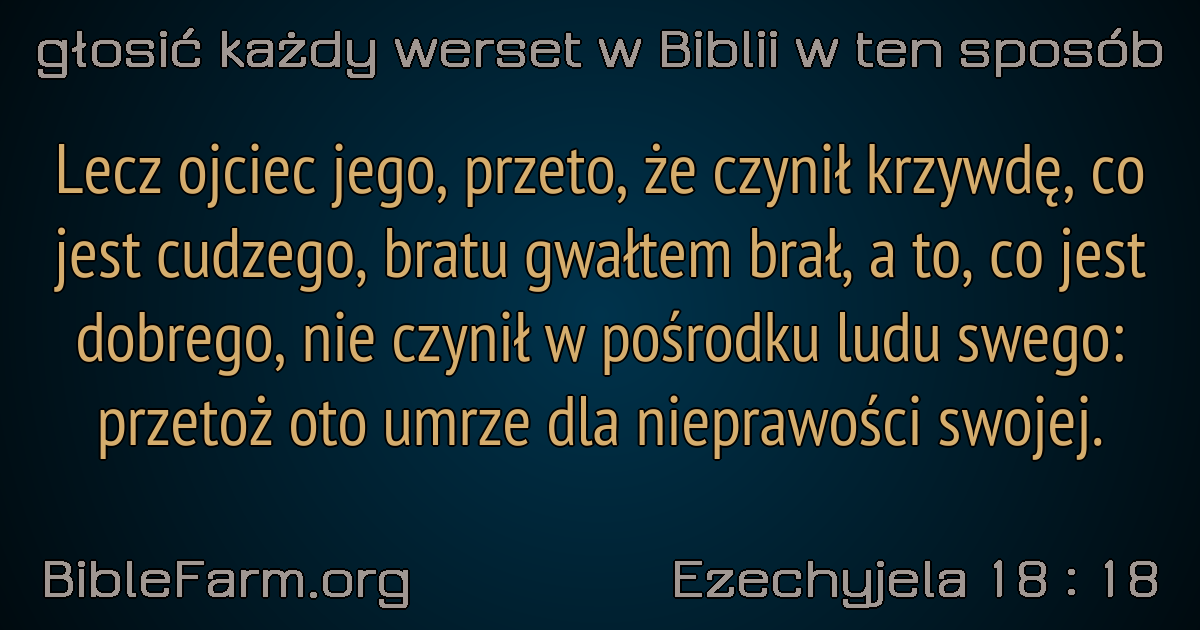 głosić każdy werset w Biblii w ten sposób
Lecz ojciec jego, przeto, że czynił krzywdę, co
jest cudzego, bratu gwałtem brał, a to, co jest
dobrego, nie czynił w pośrodku ludu swego:
przetoż oto umrze dla nieprawości swojej.
BibleFarm.org
Ezechyjela 18 : 18